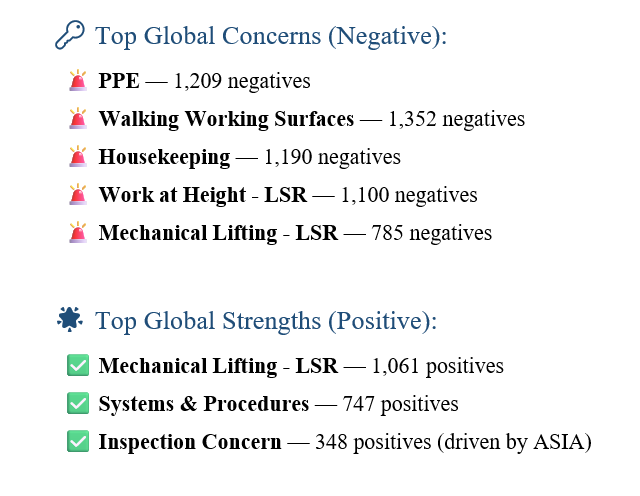 Top Global Concerns (Negative):
PPE — 1,209 negatives
Walking Working Surfaces — 1,352 negatives
Housekeeping — 1,190 negatives
Work at Height - LSR — 1,100 negatives
Mechanical Lifting - LSR — 785 negatives
Top Global Strengths (Positive):
Mechanical Lifting - LSR — 1,061 positives
Systems & Procedures — 747 positives
Inspection Concern — 348 positives (driven by ASIA)